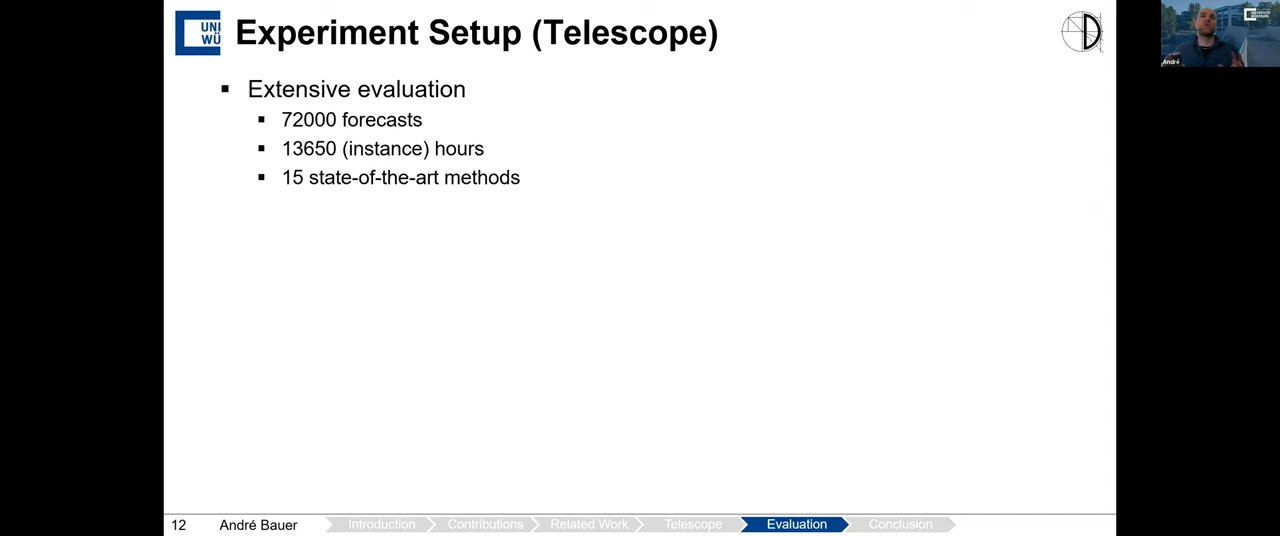 UNI
WÜ
Experiment Setup (Telescope)
▪ Extensive evaluation
▪ 72000 forecasts
▪ 13650 (instance) hours
▪ 15 state-of-the-art methods
André
12
André Bauer
Introduction
Contributions
Related Work
Telescope
Evaluation
Conclusion